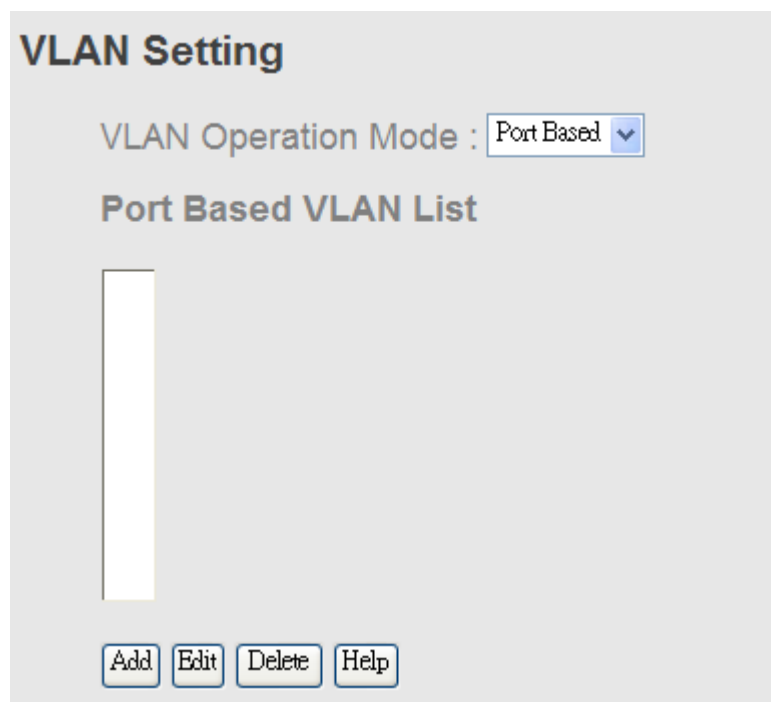 VLAN Setting
VLAN Operation Mode : Port Based
Port Based VLAN List
Add Edit Delete Help